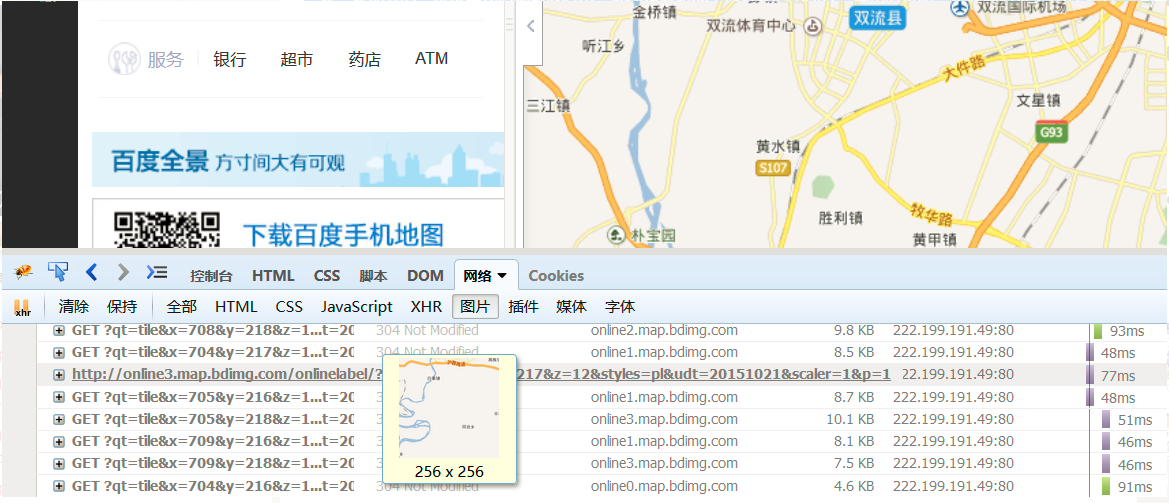 服务 银行 超市 药店 ATM
百度全景 方寸间大有可观
下载百度手机地图
金桥镇
双流国际机场
双流体育中心
双流县
听江乡
大件路
三江镇
文星镇
G93
黄水镇
S107
胜利镇
牧华路
朴宝园
黄甲镇
控制台 HTML CSS 脚本 DOM 网络 Cookies
xhr 清除 保持 全部 HTML CSS JavaScript XHR 图片 插件 媒体 字体
GET ?qt=tile&x=708&y=218&z=1...t=20 304 Not Modified online2.map.bdimg.com 9.8 KB 222.199.191.49:80 93ms
GET ?qt=tile&x=704&y=217&z=1...t=20 304 Not Modified online1.map.bdimg.com 8.5 KB 222.199.191.49:80 48ms
http://online3.map.bdimg.com/onlinelabel/? 217&z=12&styles=pl&udt=20151021&scaler=1&p=1 222.199.191.49:80 77ms
GET ?qt=tile&x=705&y=216&z=1...t=20 online1.map.bdimg.com 8.7 KB 222.199.191.49:80 48ms
GET ?qt=tile&x=705&y=218&z=1...t=20 online3.map.bdimg.com 10.1 KB 222.199.191.49:80 51ms
GET ?qt=tile&x=709&y=216&z=1...t=20 online1.map.bdimg.com 8.1 KB 222.199.191.49:80 46ms
GET ?qt=tile&x=709&y=218&z=1...t=20 online3.map.bdimg.com 7.5 KB 222.199.191.49:80 46ms
GET ?qt=tile&x=704&y=216&z=1...t=20 304 Not Modified online0.map.bdimg.com 4.6 KB 222.199.191.49:80 91ms
256 x 256